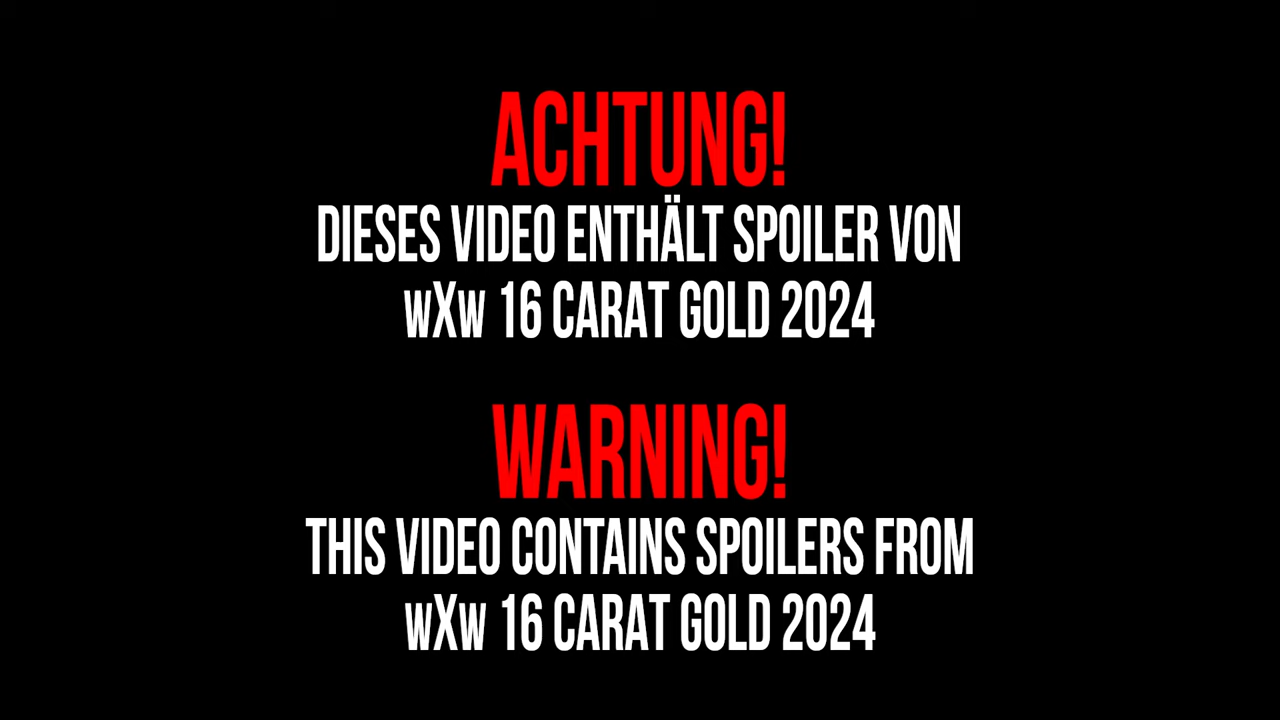 ACHTUNG!
DIESES VIDEO ENTHÄLT SPOILER VON
wXw 16 CARAT GOLD 2024
WARNING!
THIS VIDEO CONTAINS SPOILERS FROM
wXw 16 CARAT GOLD 2024